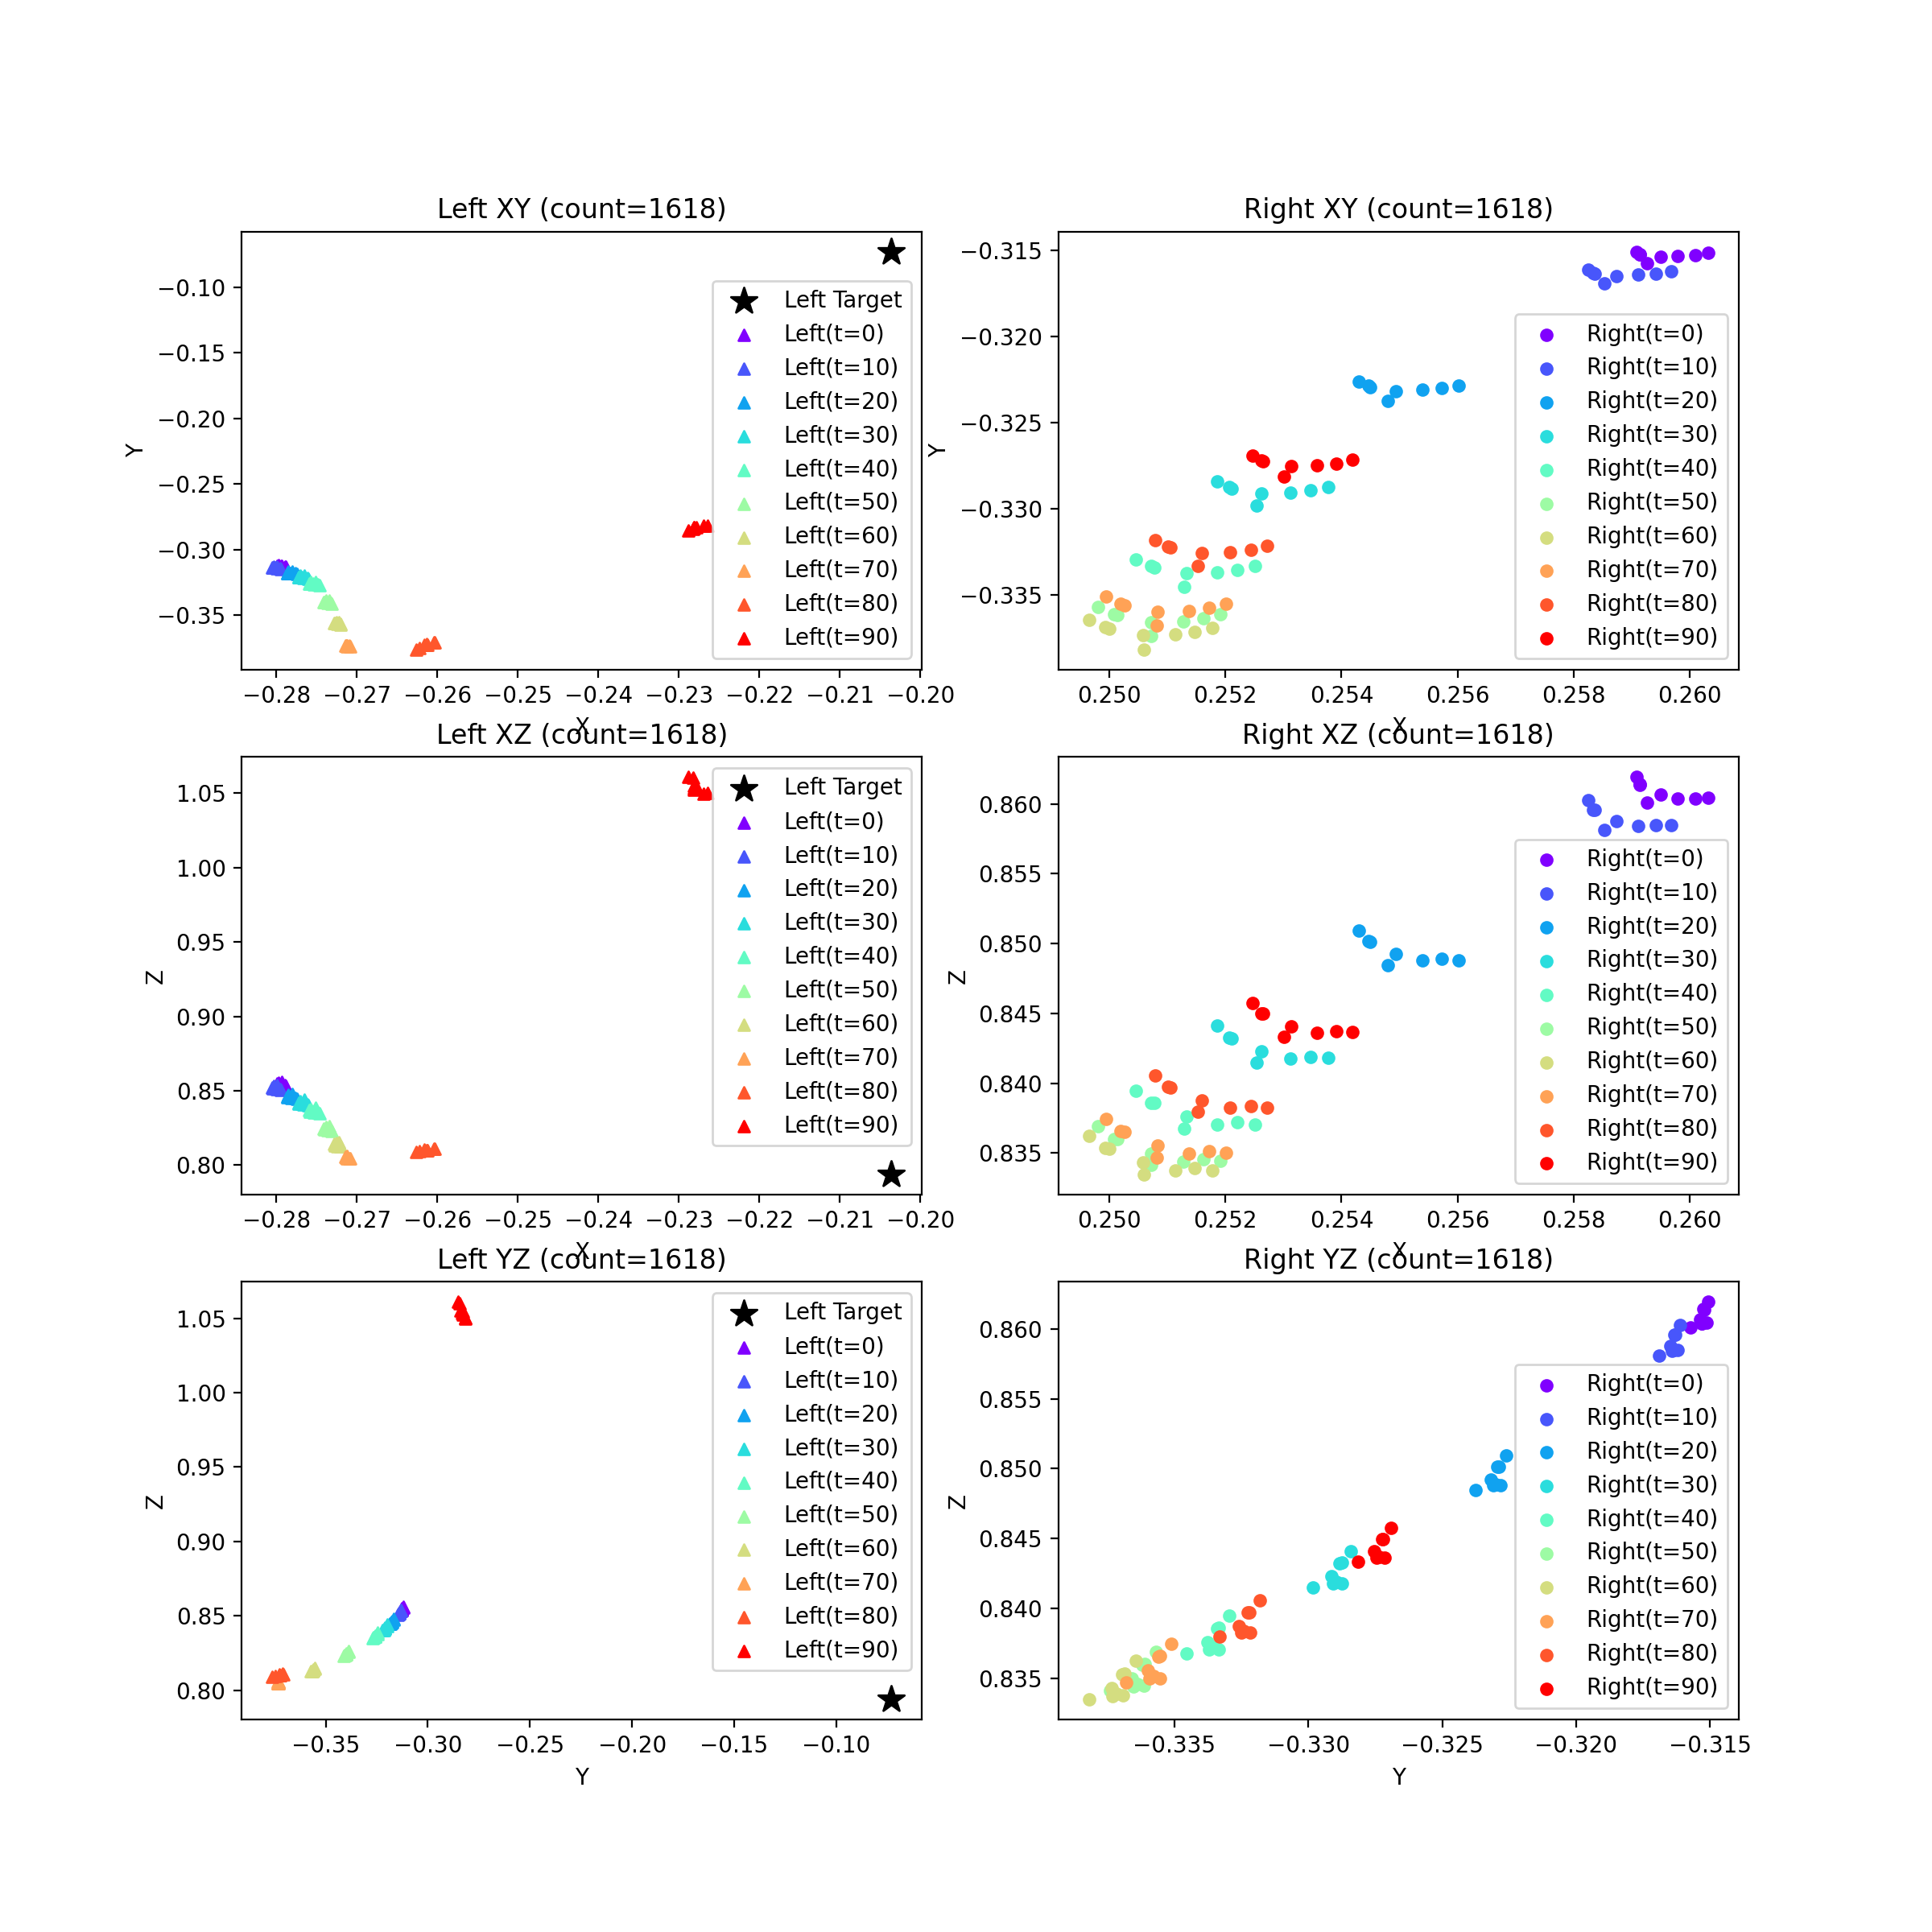 Left XY (count=1618)
Y
−0.10
−0.15
−0.20
−0.25
−0.30
−0.35
Left Target
Left(t=0)
Left(t=10)
Left(t=20)
Left(t=30)
Left(t=40)
Left(t=50)
Left(t=60)
Left(t=70)
Left(t=80)
Left(t=90)
−0.28 −0.27 −0.26 −0.25 −0.24 −0.23 −0.22 −0.21 −0.20
X
Right XY (count=1618)
Y
−0.315
−0.320
−0.325
−0.330
−0.335
Right(t=0)
Right(t=10)
Right(t=20)
Right(t=30)
Right(t=40)
Right(t=50)
Right(t=60)
Right(t=70)
Right(t=80)
Right(t=90)
0.250 0.252 0.254 0.256 0.258 0.260
X
Left XZ (count=1618)
Z
1.05
1.00
0.95
0.90
0.85
0.80
Left Target
Left(t=0)
Left(t=10)
Left(t=20)
Left(t=30)
Left(t=40)
Left(t=50)
Left(t=60)
Left(t=70)
Left(t=80)
Left(t=90)
−0.28 −0.27 −0.26 −0.25 −0.24 −0.23 −0.22 −0.21 −0.20
X
Right XZ (count=1618)
Z
0.860
0.855
0.850
0.845
0.840
0.835
Right(t=0)
Right(t=10)
Right(t=20)
Right(t=30)
Right(t=40)
Right(t=50)
Right(t=60)
Right(t=70)
Right(t=80)
Right(t=90)
0.250 0.252 0.254 0.256 0.258 0.260
X
Left YZ (count=1618)
Z
1.05
1.00
0.95
0.90
0.85
0.80
Left Target
Left(t=0)
Left(t=10)
Left(t=20)
Left(t=30)
Left(t=40)
Left(t=50)
Left(t=60)
Left(t=70)
Left(t=80)
Left(t=90)
−0.35 −0.30 −0.25 −0.20 −0.15 −0.10
Y
Right YZ (count=1618)
Z
0.860
0.855
0.850
0.845
0.840
0.835
Right(t=0)
Right(t=10)
Right(t=20)
Right(t=30)
Right(t=40)
Right(t=50)
Right(t=60)
Right(t=70)
Right(t=80)
Right(t=90)
−0.335 −0.330 −0.325 −0.320 −0.315
Y